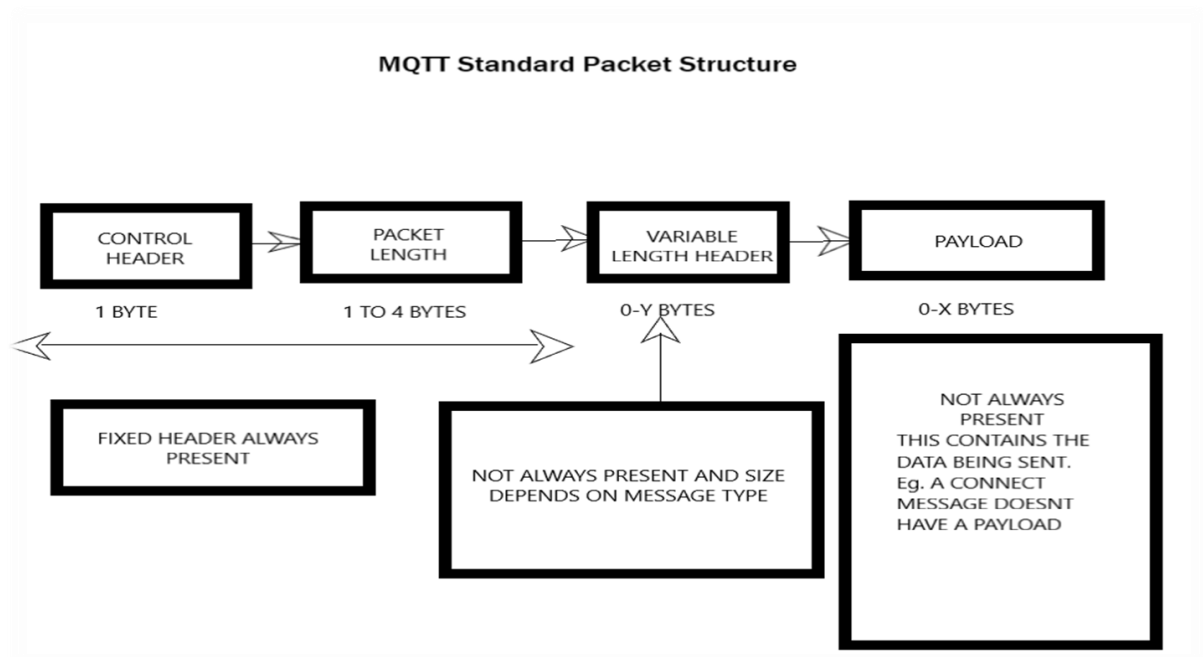 MQTT Standard Packet Structure
CONTROL
HEADER
PACKET
LENGTH
VARIABLE
LENGTH HEADER
PAYLOAD
1 BYTE
1 TO 4 BYTES
0-Y BYTES
0-X BYTES
FIXED HEADER ALWAYS
PRESENT
NOT ALWAYS PRESENT AND SIZE
DEPENDS ON MESSAGE TYPE
NOT ALWAYS
PRESENT
THIS CONTAINS THE
DATA BEING SENT.
Eg. A CONNECT
MESSAGE DOESNT
HAVE A PAYLOAD